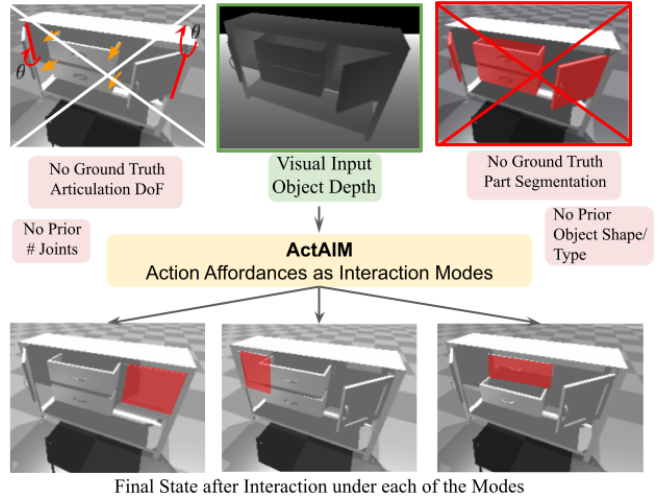 θ
θ
No Ground Truth
Articulation DoF
Visual Input
Object Depth
No Ground Truth
Part Segmentation
No Prior
# Joints
No Prior
Object Shape/
Type
ActAIM
Action Affordances as Interaction Modes
Final State after Interaction under each of the Modes